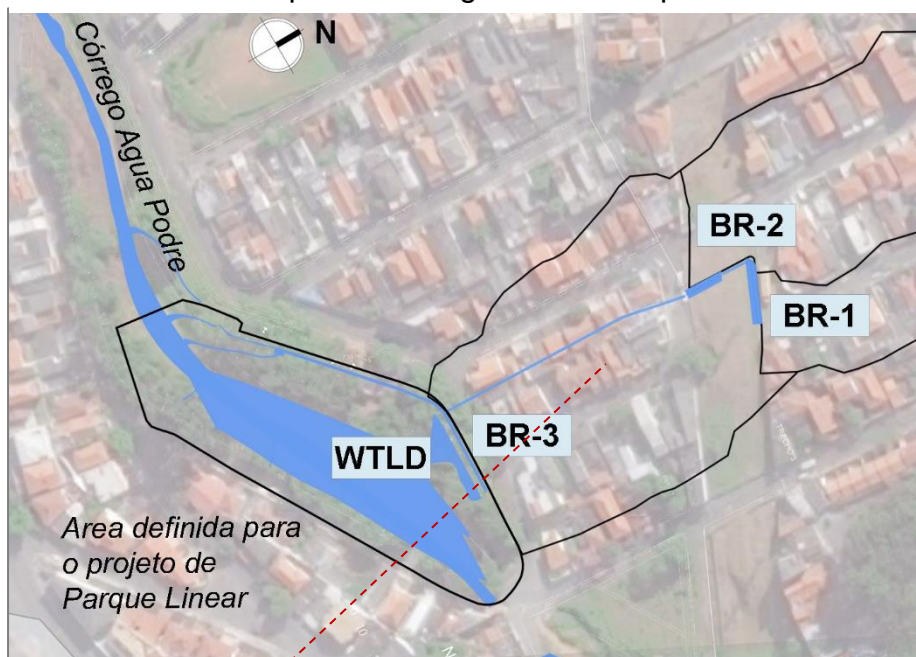 N
Córrego Agua Podre
BR-2
BR-1
BR-3
WTLD
Area definida para
o projeto de
Parque Linear